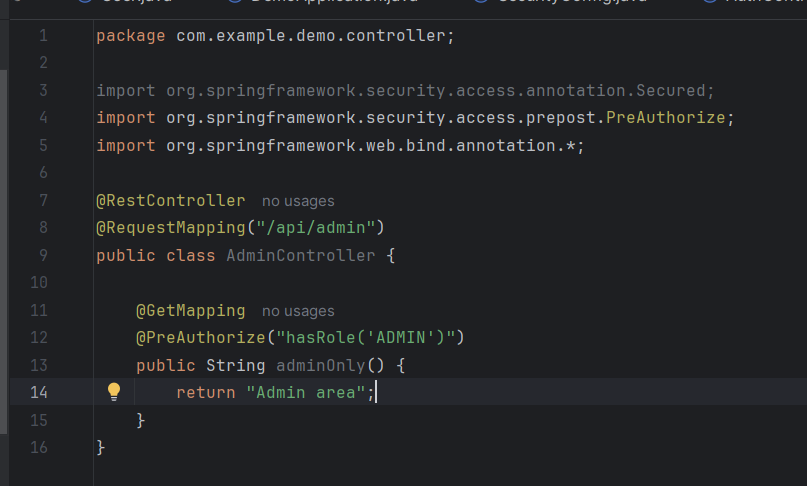 1 package com.example.demo.controller;
2
3 import org.springframework.security.access.annotation.Secured;
4 import org.springframework.security.access.prepost.PreAuthorize;
5 import org.springframework.web.bind.annotation.*;
6
7 @RestController no usages
8 @RequestMapping("/api/admin")
9 public class AdminController {
10
11 @GetMapping no usages
12 @PreAuthorize("hasRole('ADMIN')")
13 public String adminOnly() {
14 return "Admin area";
15 }
16 }